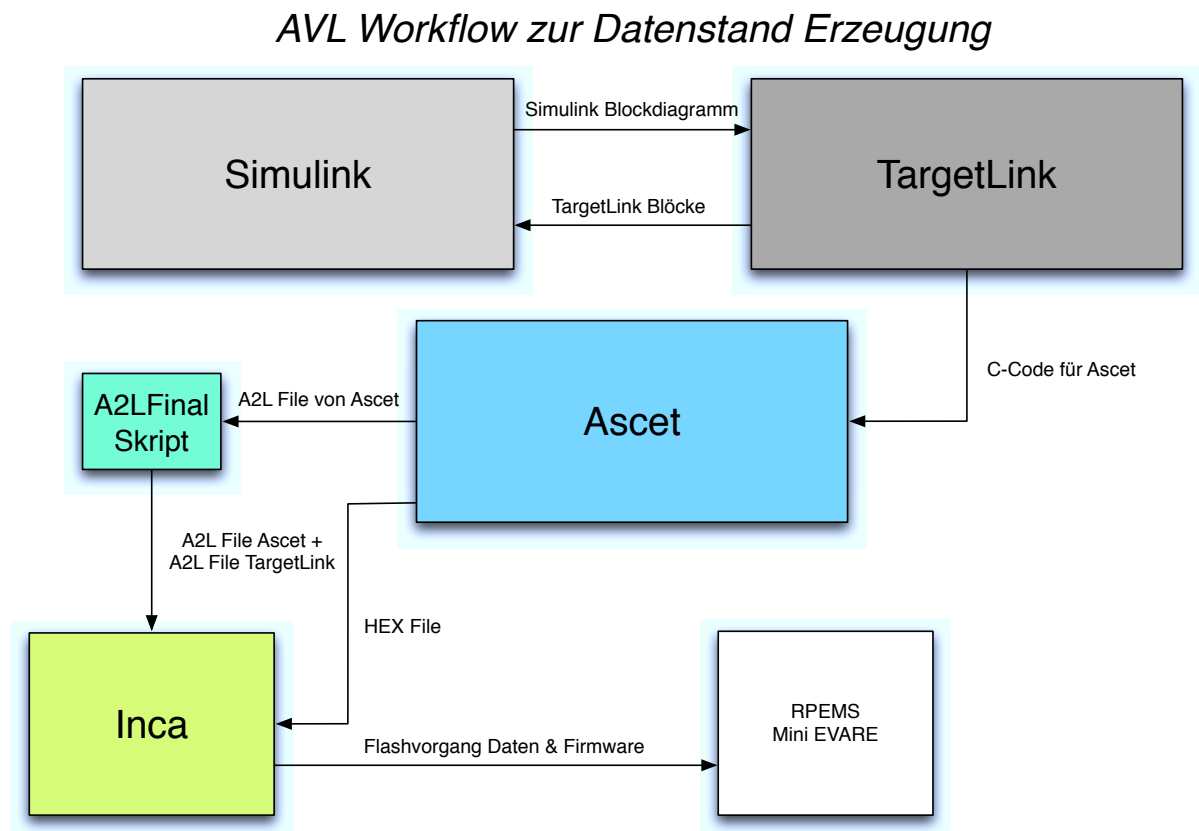 AVL Workflow zur Datenstand Erzeugung
Simulink Blockdiagramm
Simulink
TargetLink
TargetLink Blöcke
C-Code für Ascet
A2LFinal
Skript
A2L File von Ascet
Ascet
A2L File Ascet +
A2L File TargetLink
HEX File
Inca
RPEMS
Mini EVARE
Flashvorgang Daten & Firmware